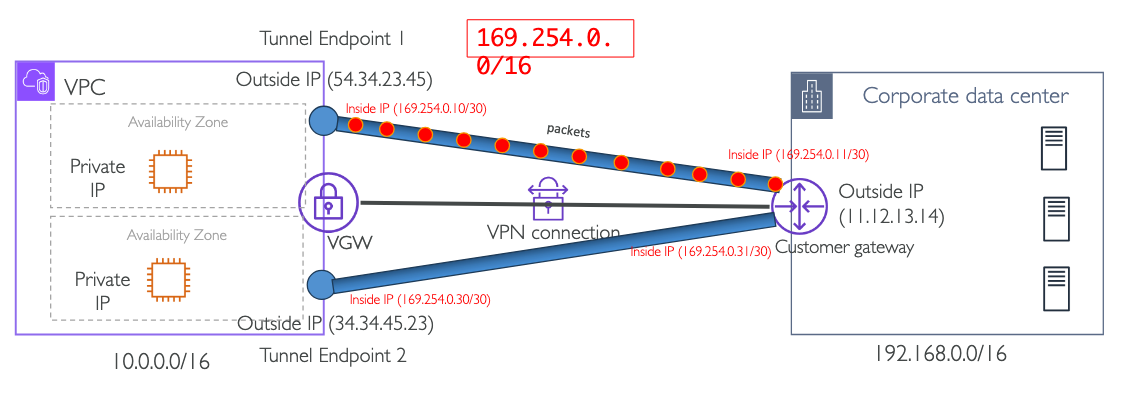 Tunnel Endpoint 1
169.254.0.
0/16
VPC
Outside IP (54.34.23.45)
Inside IP (169.254.0.10/30)
packets
Corporate data center
Availability Zone
Private
IP
Inside IP (169.254.0.11/30)
Outside IP
(11.12.13.14)
VPN connection
VGW
Availability Zone
Private
IP
Inside IP (169.254.0.31/30)
Customer gateway
Inside IP (169.254.0.30/30)
Outside IP (34.34.45.23)
Tunnel Endpoint 2
10.0.0.0/16
192.168.0.0/16